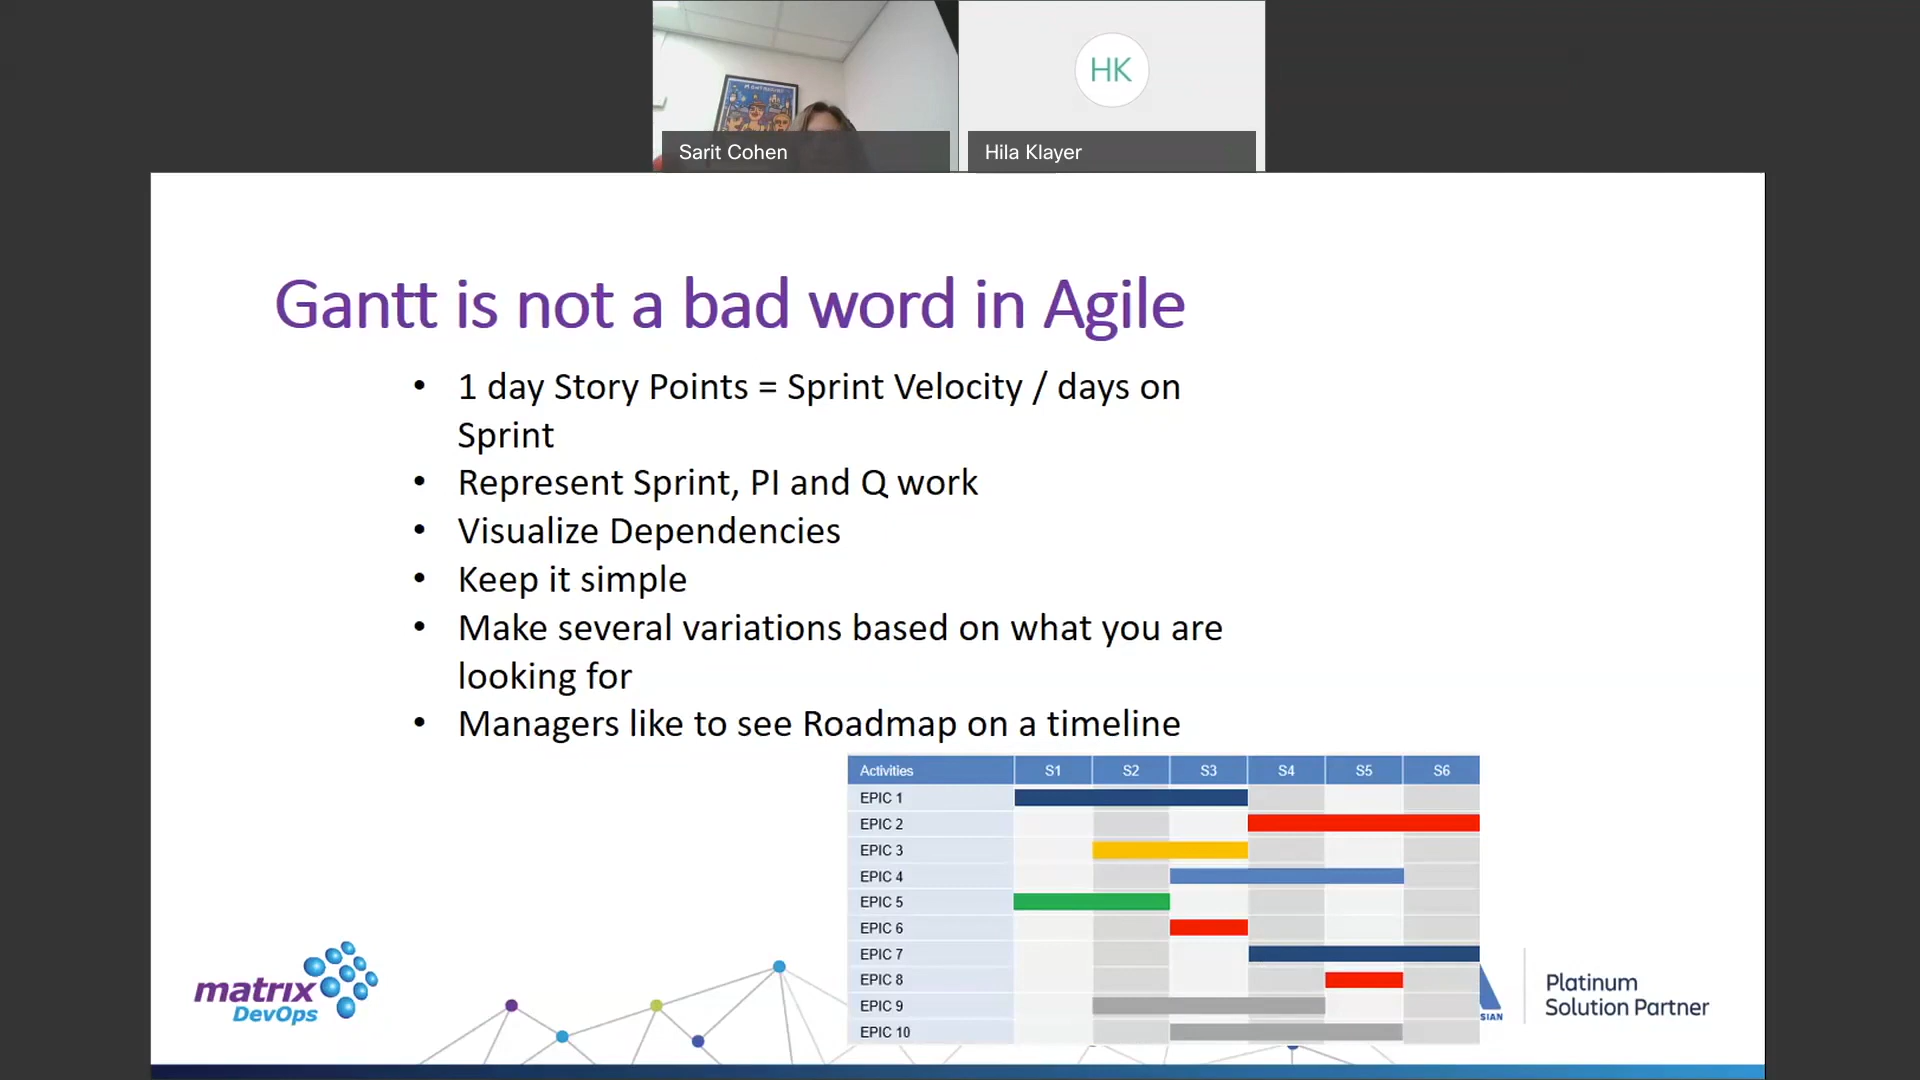 HK
Sarit Cohen
Hila Klayer
Gantt is not a bad word in Agile
• 1 day Story Points = Sprint Velocity / days on
Sprint
• Represent Sprint, PI and Q work
• Visualize Dependencies
• Keep it simple
• Make several variations based on what you are
looking for
• Managers like to see Roadmap on a timeline
Activities S1 S2 S3 S4 S5 S6
EPIC 1
EPIC 2
EPIC 3
EPIC 4
EPIC 5
EPIC 6
EPIC 7
EPIC 8
EPIC 9
EPIC 10
matrix
DevOps
SIAN
Platinum
Solution Partner